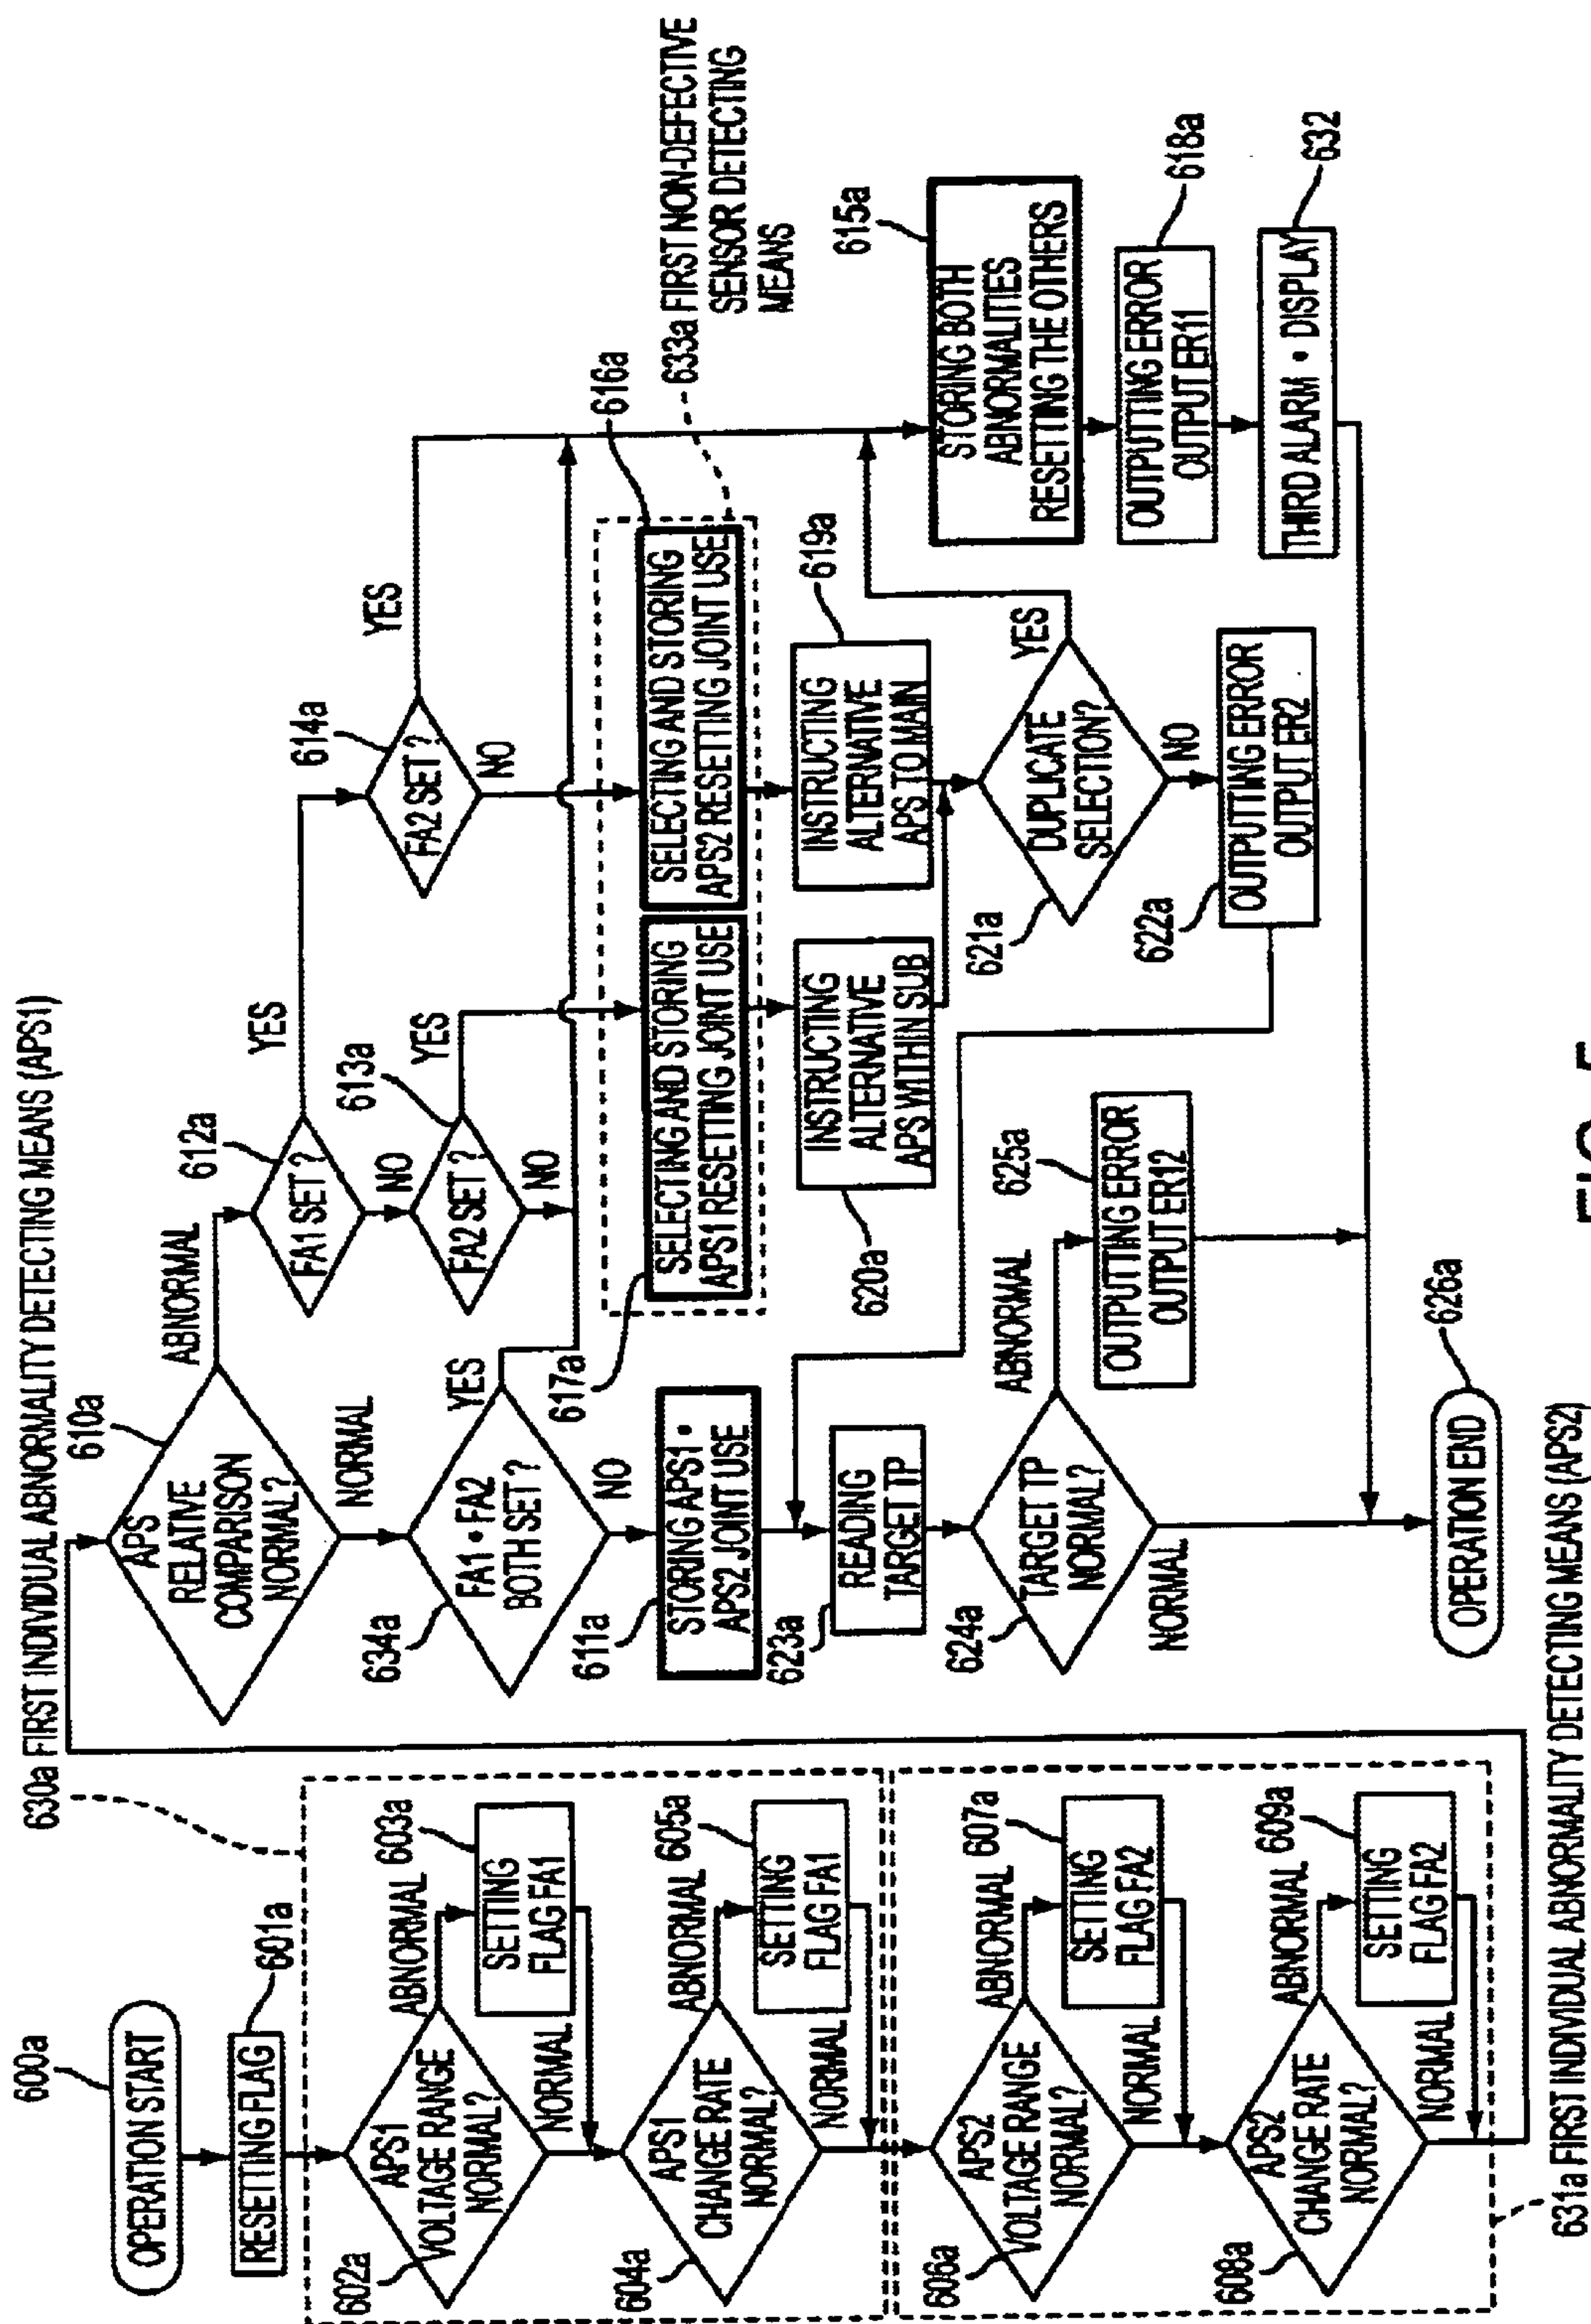 600a
OPERATION START
RESETTING FLAG
601a
630a FIRST INDIVIDUAL ABNORMALITY DETECTING MEANS (APS1)
602a
APS1
VOLTAGE RANGE
NORMAL?
ABNORMAL
603a
SETTING
FLAG FA1
NORMAL
604a
APS1
CHANGE RATE
NORMAL?
ABNORMAL
605a
SETTING
FLAG FA1
NORMAL
606a
APS2
VOLTAGE RANGE
NORMAL?
ABNORMAL
607a
SETTING
FLAG FA2
NORMAL
608a
APS2
CHANGE RATE
NORMAL?
ABNORMAL
609a
SETTING
FLAG FA2
NORMAL
631a FIRST INDIVIDUAL ABNORMALITY DETECTING MEANS (APS2)
610a
APS
RELATIVE
COMPARISON
NORMAL?
ABNORMAL
NORMAL
634a
FA1 • FA2
BOTH SET ?
YES
NO
611a
STORING APS1 •
APS2 JOINT USE
623a
READING
TARGET TP
624a
TARGET TP
NORMAL?
ABNORMAL
NORMAL
625a
OUTPUTTING ERROR
OUTPUT ER12
OPERATION END
626a
612a
FA1 SET ?
YES
NO
613a
FA2 SET ?
YES
NO
614a
FA2 SET ?
YES
NO
617a
SELECTING AND STORING
APS1 RESETTING JOINT USE
616a
SELECTING AND STORING
APS2 RESETTING JOINT USE
633a FIRST NON-DEFECTIVE
SENSOR DETECTING
MEANS
620a
INSTRUCTING
ALTERNATIVE
APS WITHIN SUB
619a
INSTRUCTING
ALTERNATIVE
APS TO MAIN
621a
DUPLICATE
SELECTION?
YES
NO
622a
OUTPUTTING ERROR
OUTPUT ER2
615a
STORING BOTH
ABNORMALITIES
RESETTING THE OTHERS
618a
OUTPUTTING ERROR
OUTPUT ER11
632
THIRD ALARM • DISPLAY